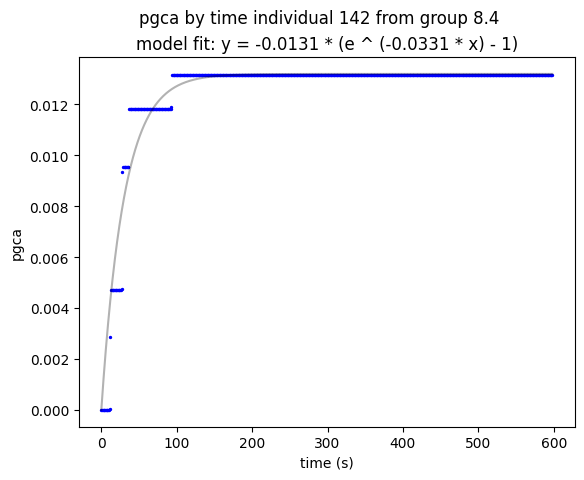 pgca by time individual 142 from group 8.4
model fit: y = -0.0131 * (e ^ (-0.0331 * x) - 1)
0.012
0.010
0.008
0.006
0.004
0.002
0.000
pgca
0 100 200 300 400 500 600
time (s)